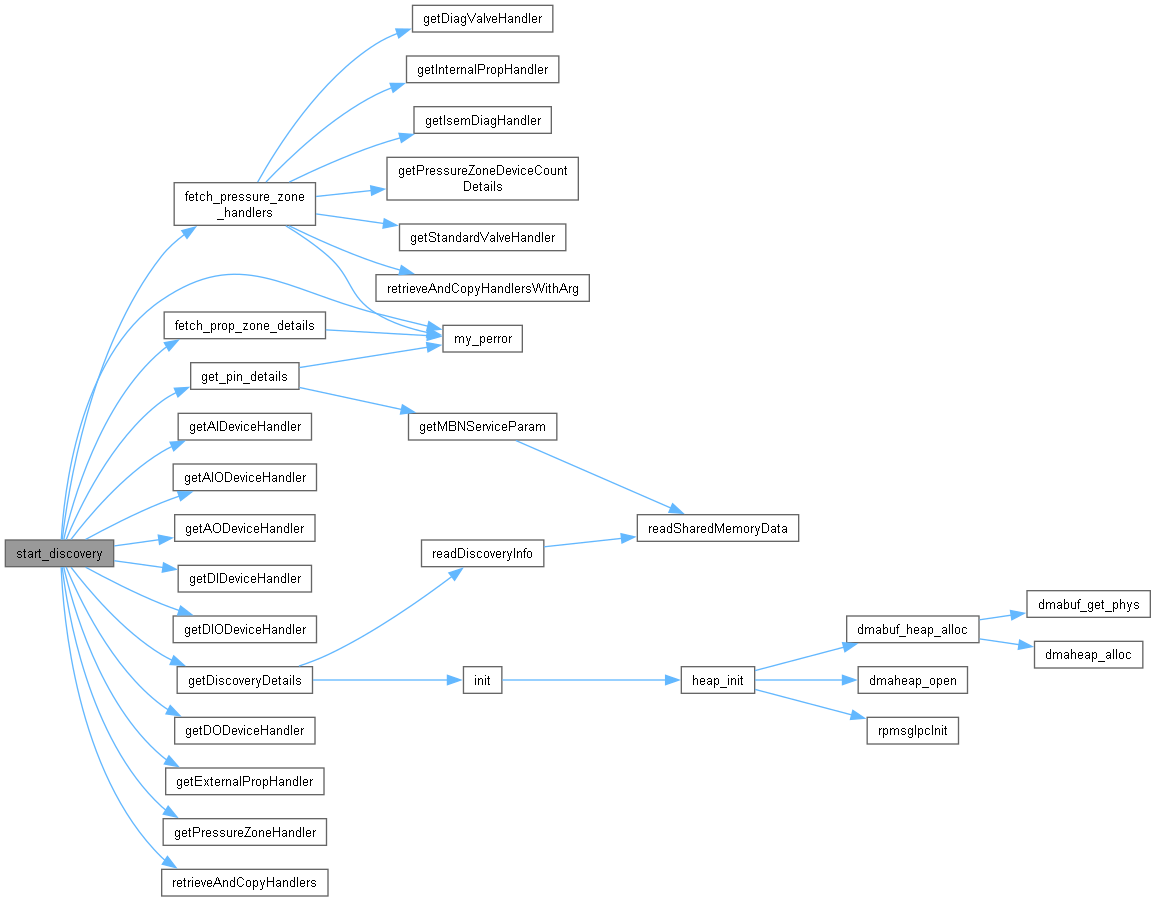 getDiagValveHandler
getInternalPropHandler
getIsemDiagHandler
getPressureZoneDeviceCount
Details
fetch_pressure_zone
_handlers
getStandardValveHandler
retrieveAndCopyHandlersWithArg
fetch_prop_zone_details
my_perror
get_pin_details
getAIDeviceHandler
getMBNServiceParam
getAIODeviceHandler
getAODeviceHandler
readSharedMemoryData
start_discovery
readDiscoveryInfo
getDIDeviceHandler
dmabuf_get_phys
getDIODeviceHandler
dmabuf_heap_alloc
dmaheap_alloc
getDiscoveryDetails
init
heap_init
dmaheap_open
getDODeviceHandler
rpmsgIpcInit
getExternalPropHandler
getPressureZoneHandler
retrieveAndCopyHandlers